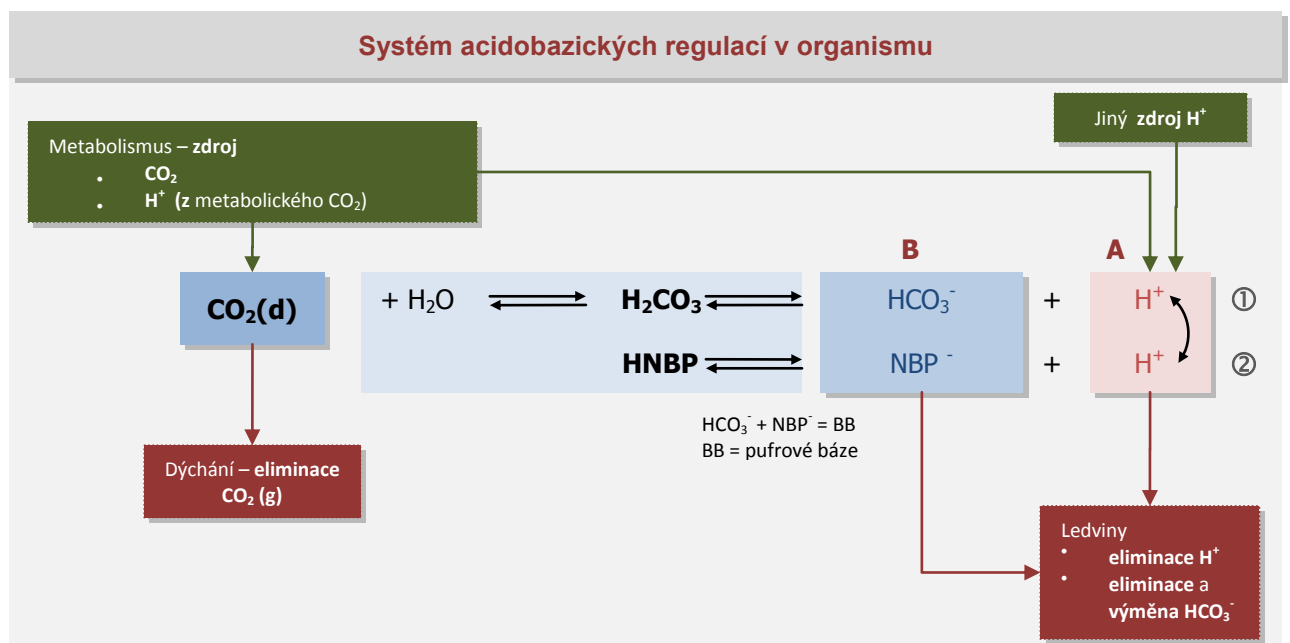 Systém acidobazických regulací v organismu
Jiný zdroj H⁺
Metabolismus – zdroj
• CO₂
• H⁺ (z metabolického CO₂)
B A
CO₂(d) + H₂O ⇌ H₂CO₃ ⇌ HCO₃⁻ + H⁺ ①
HNBP ⇌ NBP ⁻ + H⁺ ②
HCO₃⁻ + NBP⁻ = BB
BB = pufrové báze
Dýchání – eliminace
CO₂ (g)
Ledviny
• eliminace H⁺
• eliminace a
výměna HCO₃⁻